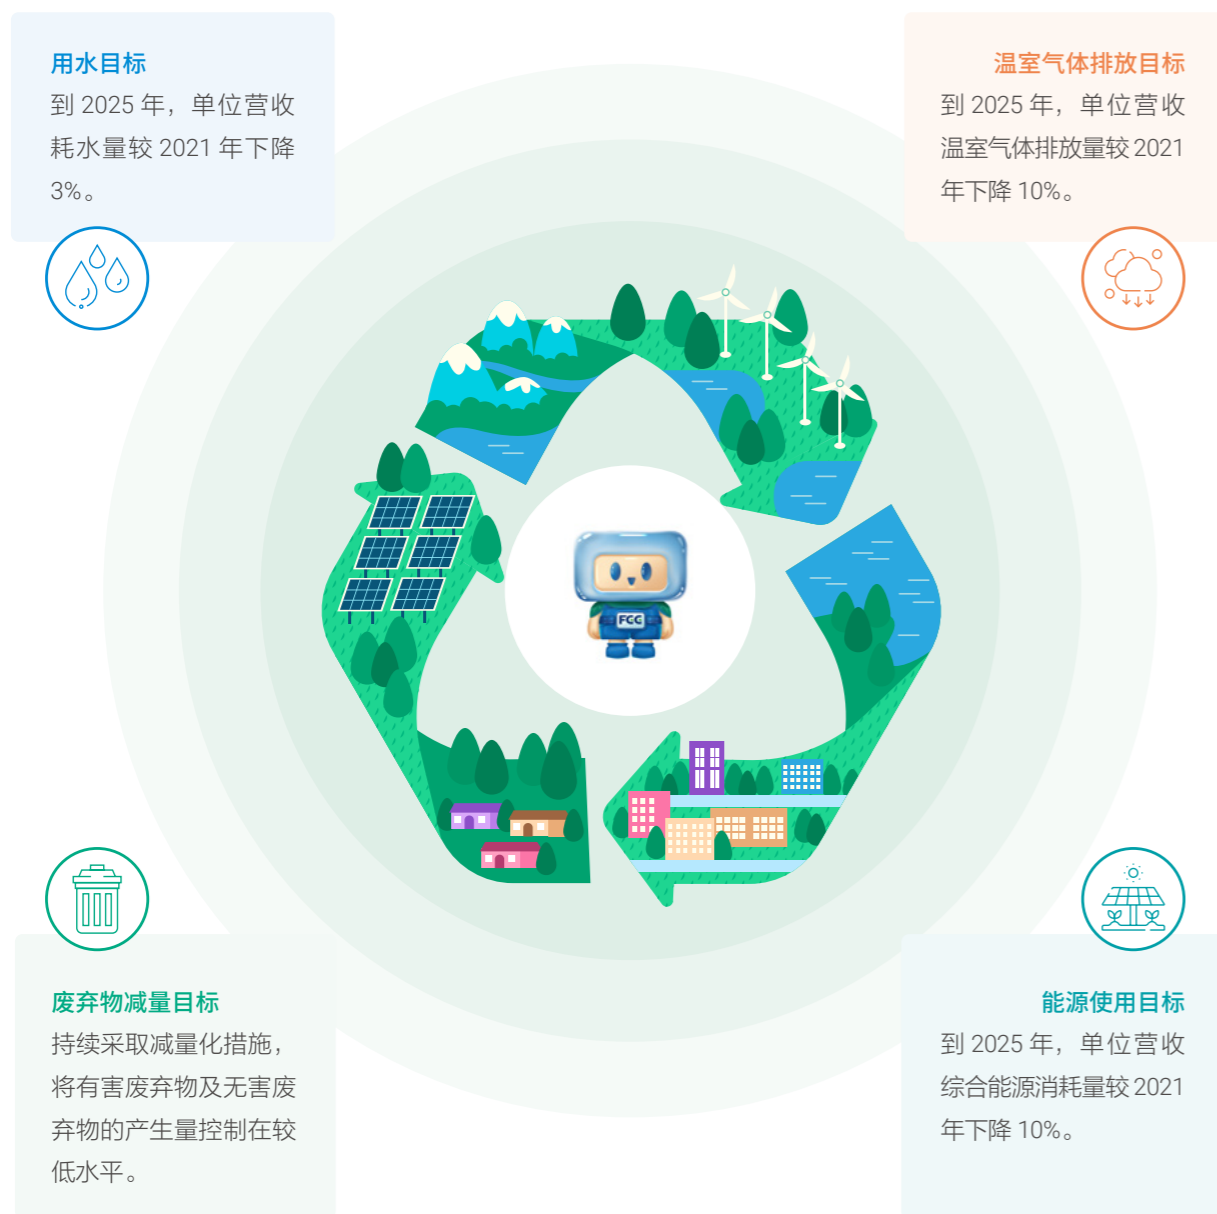 用水目标
到 2025 年，单位营收
耗水量较 2021 年下降
3%。
温室气体排放目标
到 2025 年，单位营收
温室气体排放量较 2021
年下降 10%。
FCC
废弃物减量目标
持续采取减量化措施，
将有害废弃物及无害废
弃物的产生量控制在较
低水平。
能源使用目标
到 2025 年，单位营收
综合能源消耗量较 2021
年下降 10%。